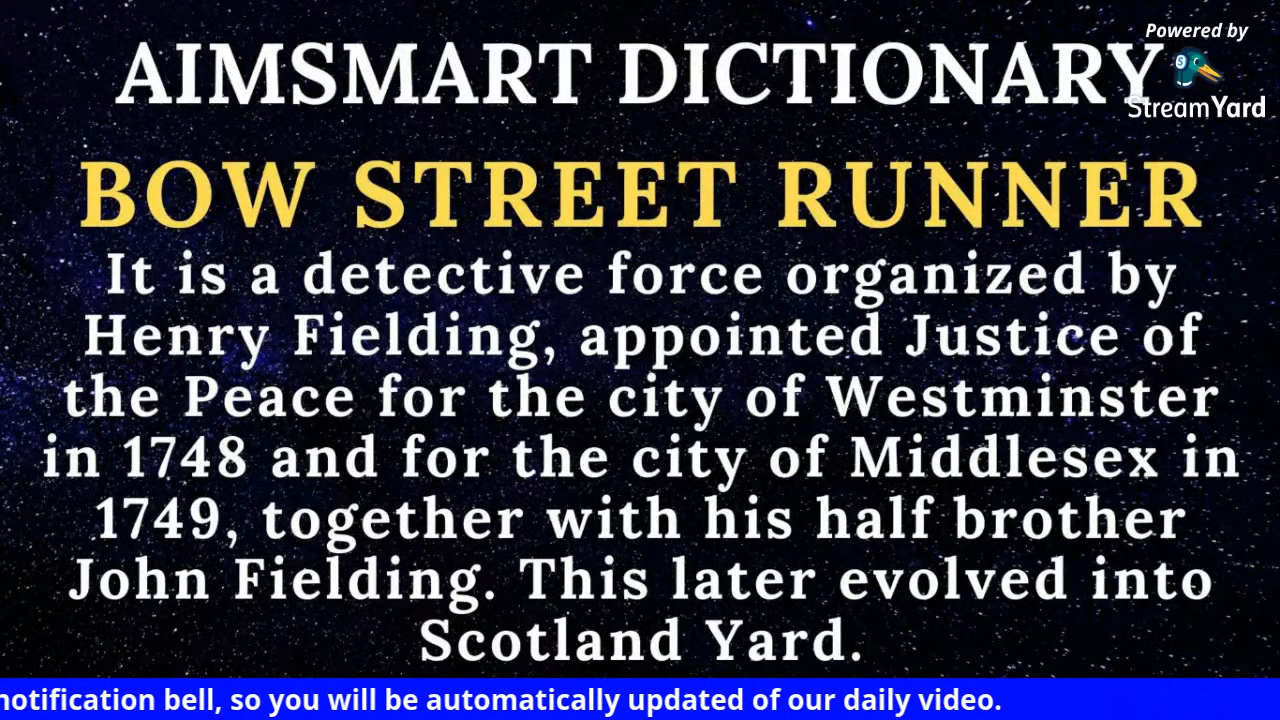 Powered by
StreamYard
AIMSMART DICTIONARY
BOW STREET RUNNER
It is a detective force organized by
Henry Fielding, appointed Justice of
the Peace for the city of Westminster
in 1748 and for the city of Middlesex in
1749, together with his half brother
John Fielding. This later evolved into
Scotland Yard.
notification bell, so you will be automatically updated of our daily video.